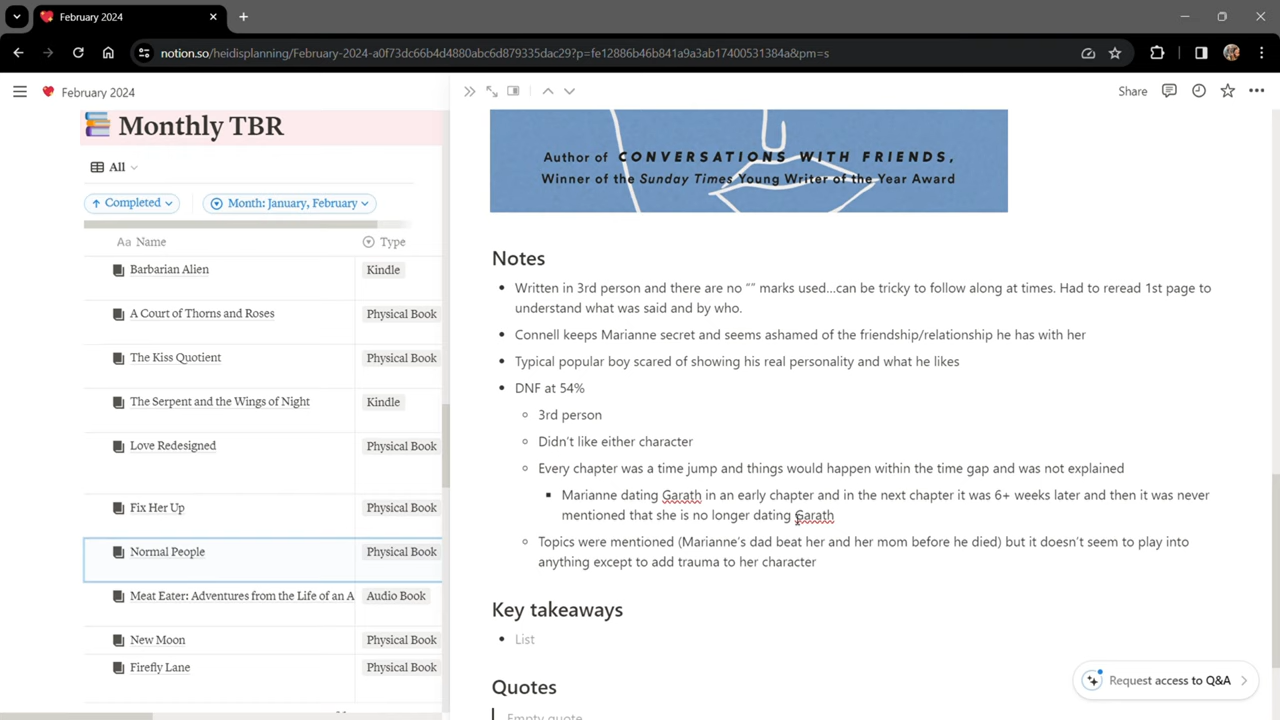 February 2024
notion.so/heidisplanning/February-2024-a0f73dc66b4d4880abc6d879335dac29?p=fe12886b46b841a9a3ab17400531384a&pm=s
February 2024
Share
Monthly TBR
All
Completed
Month: January, February
Aa Name
Type
Barbarian Alien
Kindle
A Court of Thorns and Roses
Physical Book
The Kiss Quotient
Physical Book
The Serpent and the Wings of Night
Kindle
Love Redesigned
Physical Book
Fix Her Up
Physical Book
Normal People
Physical Book
Meat Eater: Adventures from the Life of an A
Audio Book
New Moon
Physical Book
Firefly Lane
Physical Book
Author of CONVERSATIONS WITH FRIENDS,
Winner of the Sunday Times Young Writer of the Year Award
Notes
Written in 3rd person and there are no “” marks used...can be tricky to follow along at times. Had to reread 1st page to
understand what was said and by who.
Connell keeps Marianne secret and seems ashamed of the friendship/relationship he has with her
Typical popular boy scared of showing his real personality and what he likes
DNF at 54%
3rd person
Didn’t like either character
Every chapter was a time jump and things would happen within the time gap and was not explained
Marianne dating Garath in an early chapter and in the next chapter it was 6+ weeks later and then it was never
mentioned that she is no longer dating Garath
Topics were mentioned (Marianne’s dad beat her and her mom before he died) but it doesn’t seem to play into
anything except to add trauma to her character
Key takeaways
List
Quotes
Empty quote
Request access to Q&A